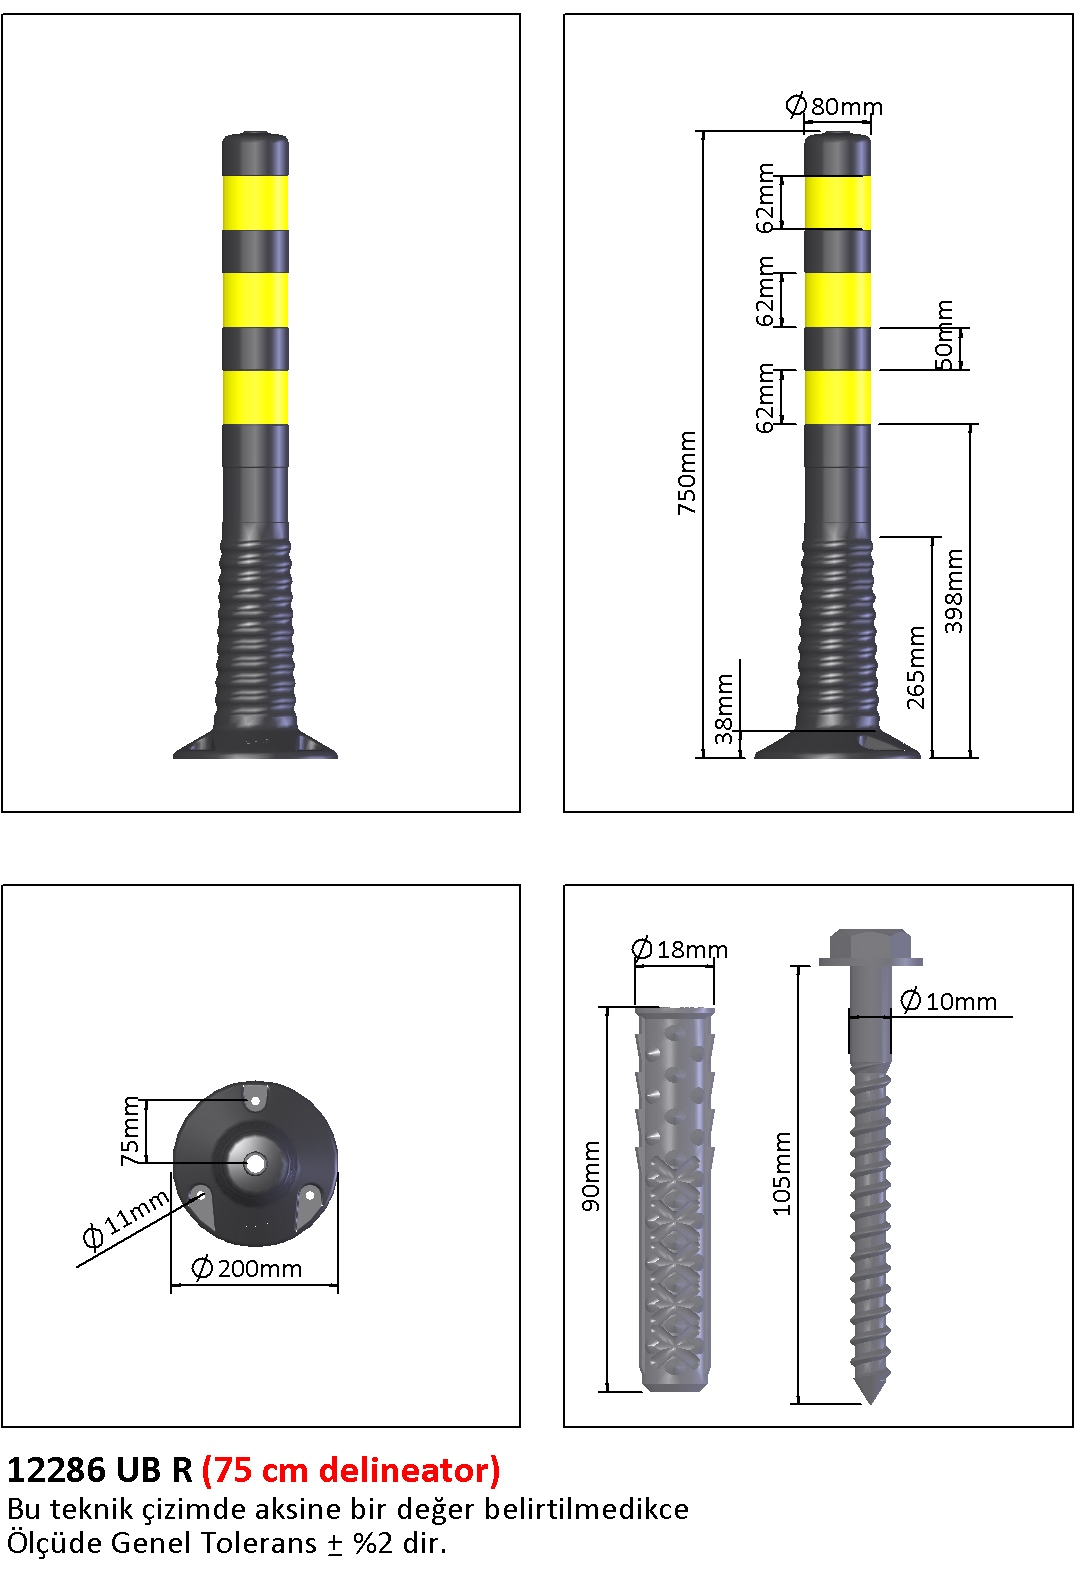 Ø80mm
62mm
62mm
50mm
62mm
750mm
398mm
265mm
38mm
75mm
Ø11mm
Ø200mm
Ø18mm
Ø10mm
90mm
105mm
12286 UB R (75 cm delineator)
Bu teknik çizimde aksine bir değer belirtilmedikce
Ölçüde Genel Tolerans ± %2 dir.